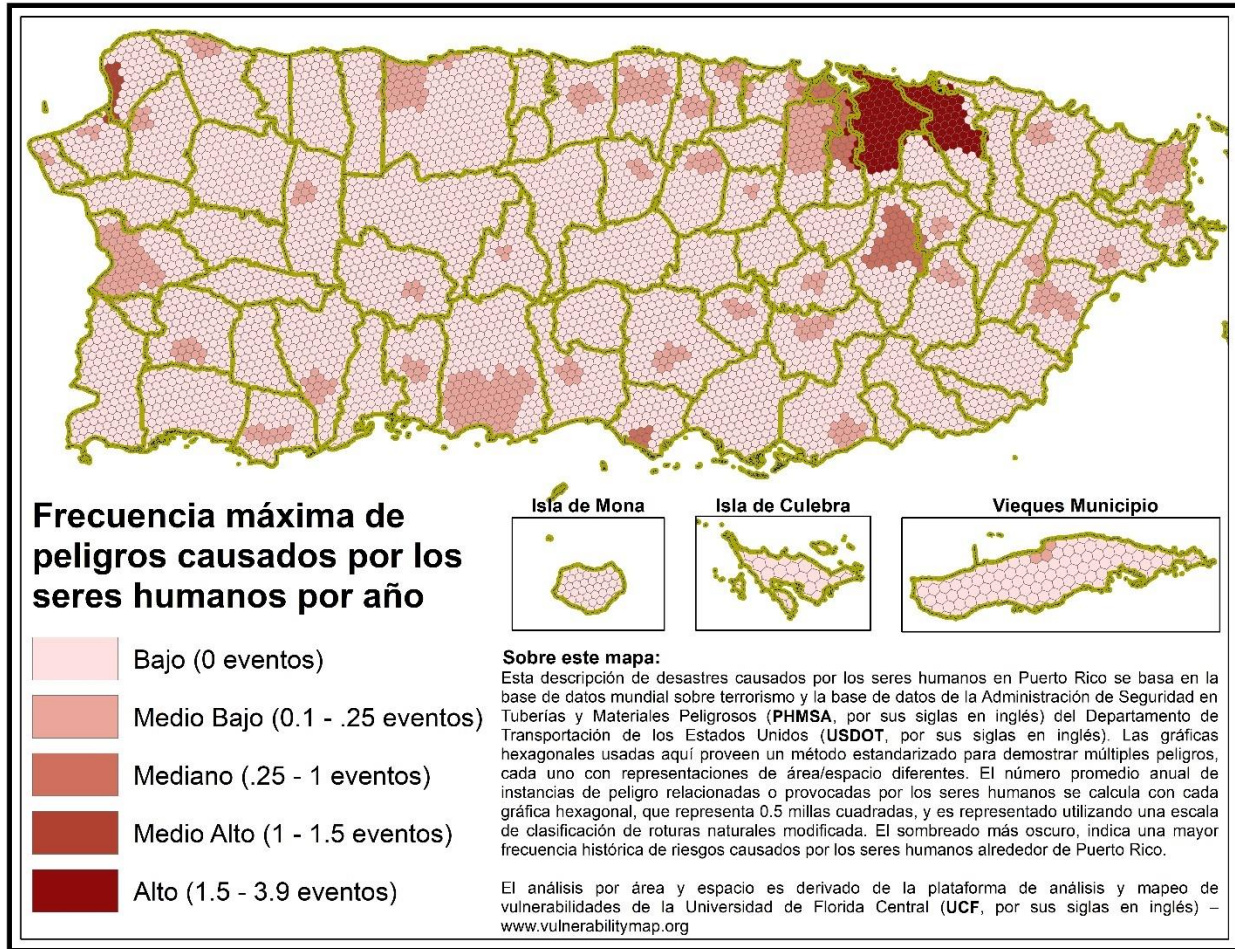 Isla de Mona
Isla de Culebra
Vieques Municipio
Frecuencia máxima de
peligros causados por los
seres humanos por año
Bajo (0 eventos)
Medio Bajo (0.1 - .25 eventos)
Mediano (.25 - 1 eventos)
Medio Alto (1 - 1.5 eventos)
Alto (1.5 - 3.9 eventos)
Sobre este mapa:
Esta descripción de desastres causados por los seres humanos en Puerto Rico se basa en la
base de datos mundial sobre terrorismo y la base de datos de la Administración de Seguridad en
Tuberías y Materiales Peligrosos (PHMSA, por sus siglas en inglés) del Departamento de
Transportación de los Estados Unidos (USDOT, por sus siglas en inglés). Las gráficas
hexagonales usadas aquí proveen un método estandarizado para demostrar múltiples peligros,
cada uno con representaciones de área/espacio diferentes. El número promedio anual de
instancias de peligro relacionadas o provocadas por los seres humanos se calcula con cada
gráfica hexagonal, que representa 0.5 millas cuadradas, y es representado utilizando una escala
de clasificación de roturas naturales modificada. El sombreado más oscuro, indica una mayor
frecuencia histórica de riesgos causados por los seres humanos alrededor de Puerto Rico.
El análisis por área y espacio es derivado de la plataforma de análisis y mapeo de
vulnerabilidades de la Universidad de Florida Central (UCF, por sus siglas en inglés) –
www.vulnerabilitymap.org